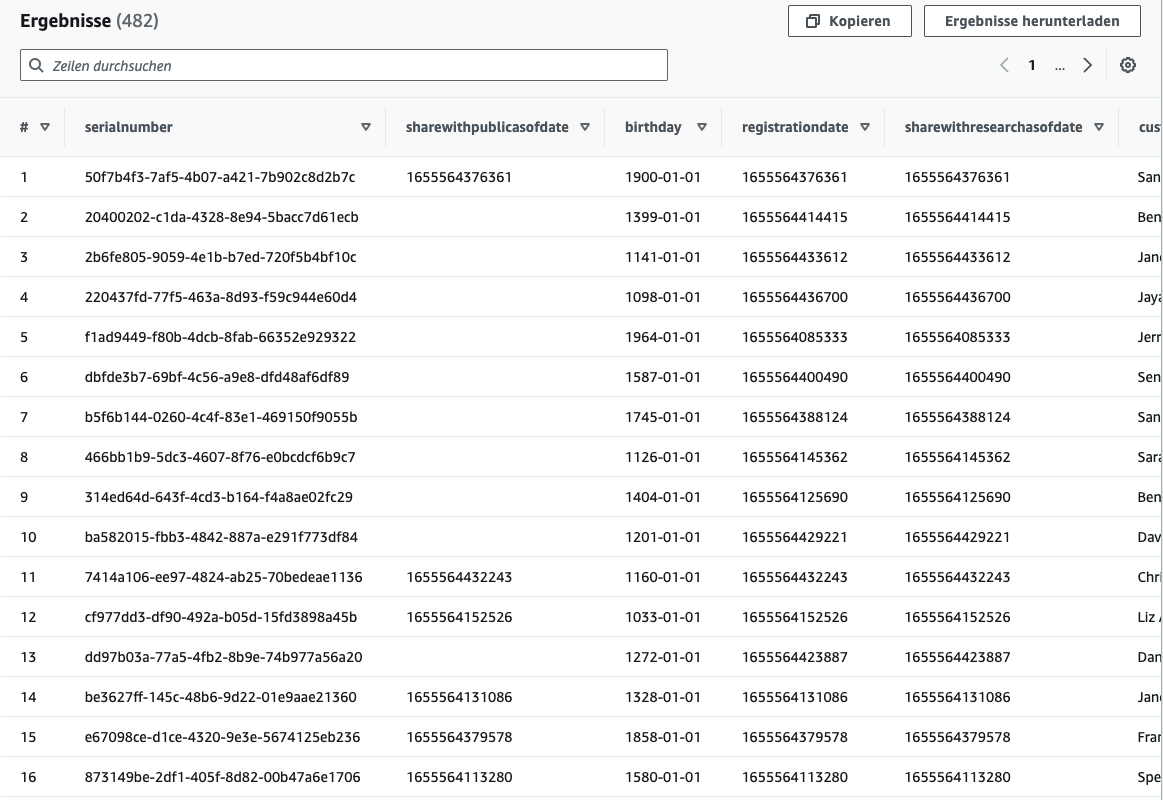 Ergebnisse (482)
Kopieren
Ergebnisse herunterladen
Zeilen durchsuchen
1 ...
# serialnumber sharewithpublicasofdate birthday registrationdate sharewithresearchasofdate cus
1 50f7b4f3-7af5-4b07-a421-7b902c8d2b7c 1655564376361 1900-01-01 1655564376361 1655564376361 San
2 20400202-c1da-4328-8e94-5bacc7d61ecb 1399-01-01 1655564414415 1655564414415 Ben
3 2b6fe805-9059-4e1b-b7ed-720f5b4bf10c 1141-01-01 1655564433612 1655564433612 Jan
4 220437fd-77f5-463a-8d93-f59c944e60d4 1098-01-01 1655564436700 1655564436700 Jaya
5 f1ad9449-f80b-4dcb-8fab-66352e929322 1964-01-01 1655564085333 1655564085333 Jerr
6 dbfde3b7-69bf-4c56-a9e8-dfd48af6df89 1587-01-01 1655564400490 1655564400490 Sen
7 b5f6b144-0260-4c4f-83e1-469150f9055b 1745-01-01 1655564388124 1655564388124 San
8 466bb1b9-5dc3-4607-8f76-e0bcdcf6b9c7 1126-01-01 1655564145362 1655564145362 Sara
9 314ed64d-643f-4cd3-b164-f4a8ae02fc29 1404-01-01 1655564125690 1655564125690 Ben
10 ba582015-fbb3-4842-887a-e291f773df84 1201-01-01 1655564429221 1655564429221 Dav
11 7414a106-ee97-4824-ab25-70bedeae1136 1655564432243 1160-01-01 1655564432243 1655564432243 Chri
12 cf977dd3-df90-492a-b05d-15fd3898a45b 1655564152526 1033-01-01 1655564152526 1655564152526 Liz
13 dd97b03a-77a5-4fb2-8b9e-74b977a56a20 1272-01-01 1655564423887 1655564423887 Dan
14 be3627ff-145c-48b6-9d22-01e9aae21360 1655564131086 1328-01-01 1655564131086 1655564131086 Jan
15 e67098ce-d1ce-4320-9e3e-5674125eb236 1655564379578 1858-01-01 1655564379578 1655564379578 Fran
16 873149be-2df1-405f-8d82-00b47a6e1706 1655564113280 1580-01-01 1655564113280 1655564113280 Spe